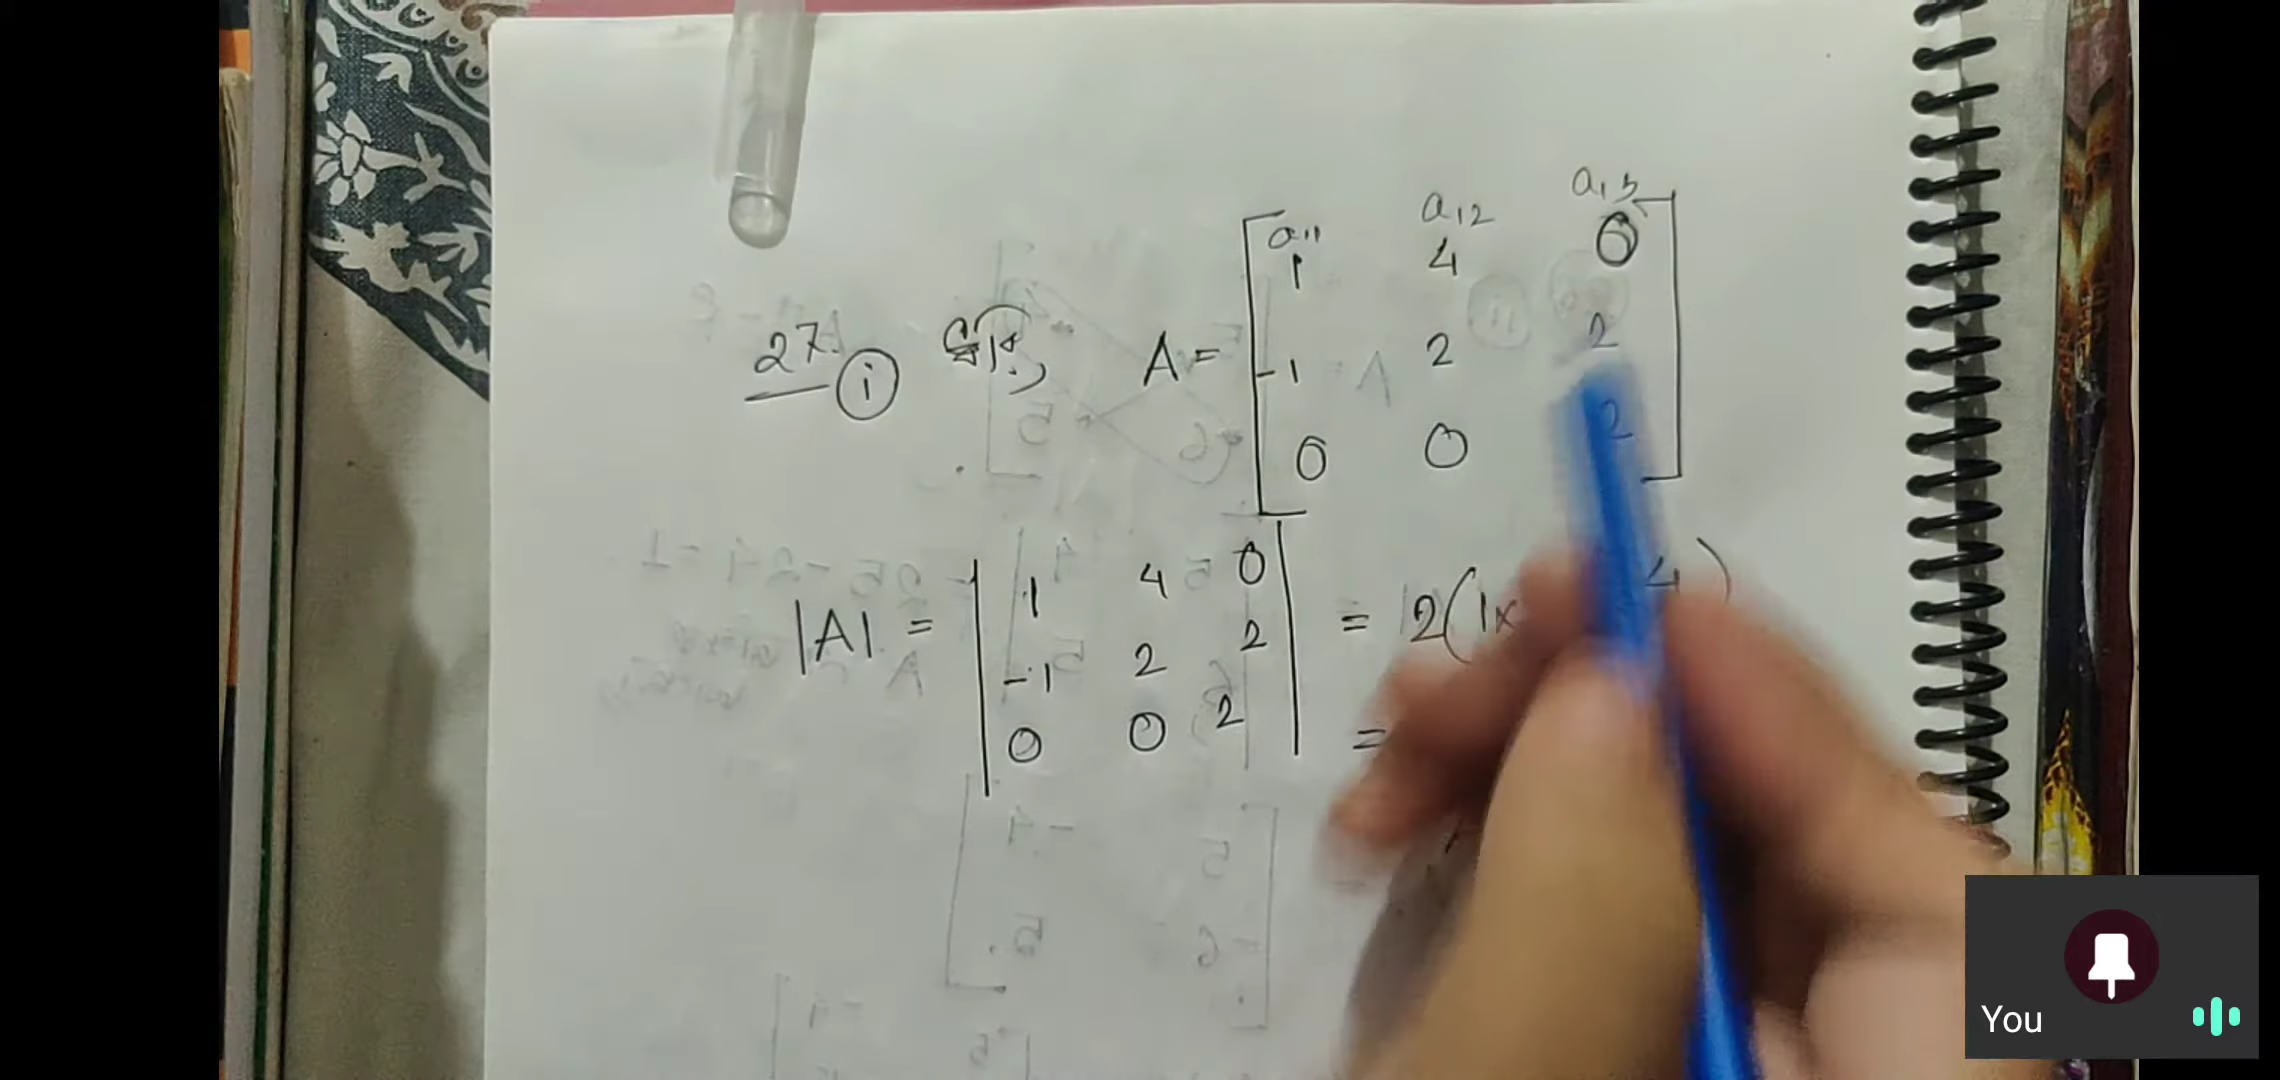 a11 a12 a13
1 4 0
27. i A = -1 2 2
0 0 2
|A| = | 1 4 0 | = 2(1x 4)
-1 2 2
0 0 2 =
You